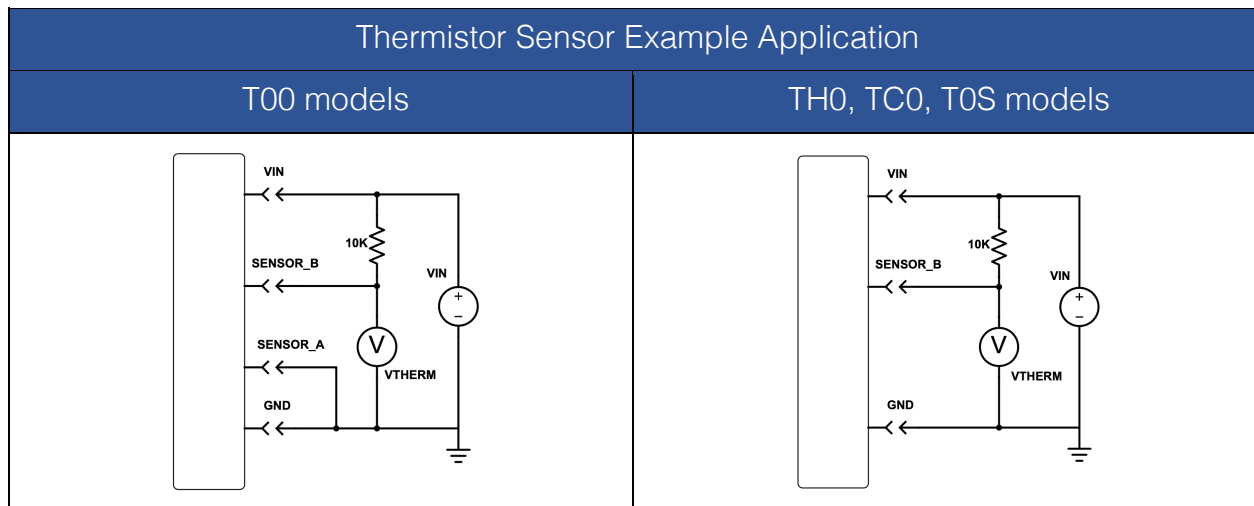 Thermistor Sensor Example Application
T00 models
TH0, TC0, T0S models
VIN
10K
SENSOR_B
VIN
+
–
SENSOR_A
V
VTHERM
GND
VIN
10K
SENSOR_B
VIN
+
–
V
VTHERM
GND